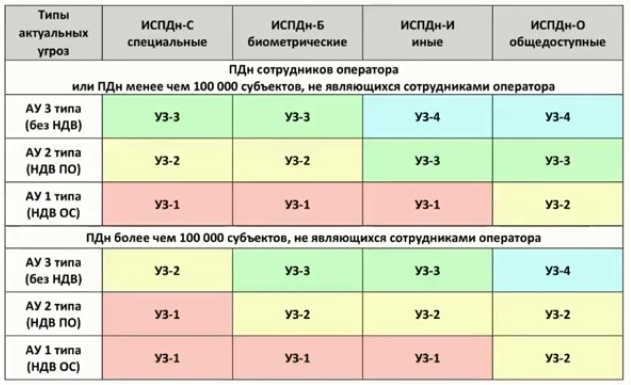 Типы
актуальных
угроз
ИСПДн-С
специальные
ИСПДн-Б
биометрические
ИСПДн-И
иные
ИСПДн-О
общедоступные
ПДн сотрудников оператора
или ПДн менее чем 100 000 субъектов, не являющихся сотрудниками оператора
АУ 3 типа
(без НДВ)
УЗ-3
УЗ-3
УЗ-4
УЗ-4
АУ 2 типа
(НДВ ПО)
УЗ-2
УЗ-2
УЗ-3
УЗ-3
АУ 1 типа
(НДВ ОС)
УЗ-1
УЗ-1
УЗ-1
УЗ-2
ПДн более чем 100 000 субъектов, не являющихся сотрудниками оператора
АУ 3 типа
(без НДВ)
УЗ-2
УЗ-3
УЗ-3
УЗ-4
АУ 2 типа
(НДВ ПО)
УЗ-1
УЗ-2
УЗ-2
УЗ-2
АУ 1 типа
(НДВ ОС)
УЗ-1
УЗ-1
УЗ-1
УЗ-2